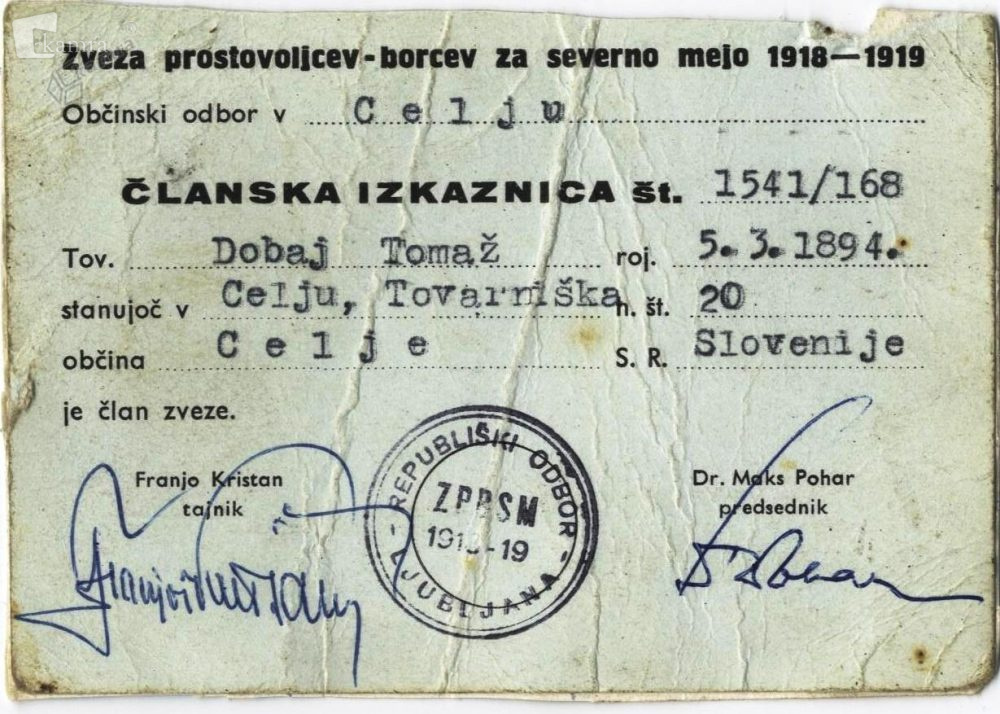 Zveza prostovoljcev-borcev za severno mejo 1918—1919
Občinski odbor v Celju
ČLANSKA IZKAZNICA št. 1541/168
Tov. Dobaj Tomaž roj. 5.3.1894.
stanujoč v Celju, Tovarniška h. št. 20
občina Celje S. R. Slovenije
je član zveze.
Franjo Kristan
tajnik
Dr. Maks Pohar
predsednik
REPUBLIŠKI ODBOR
ZPBSM
1918-19
- LJUBLJANA -